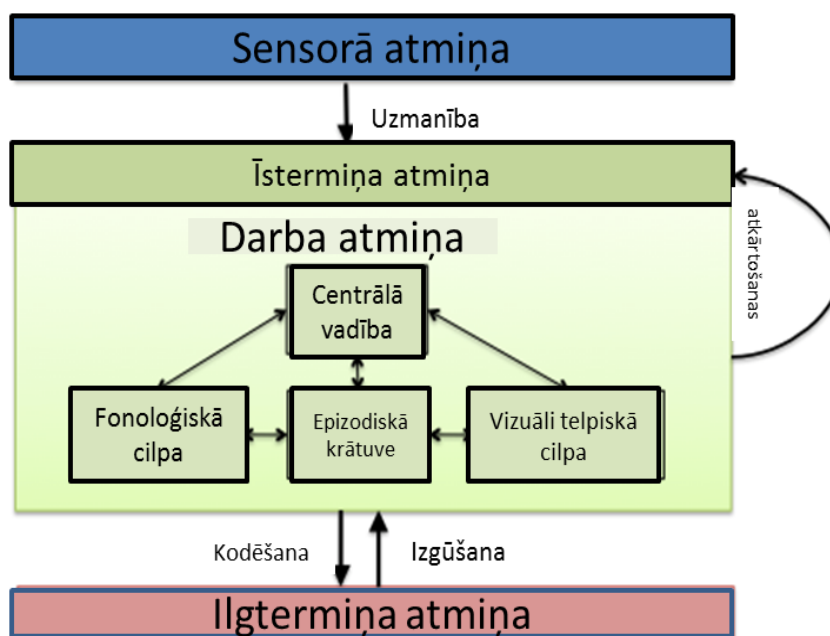 Sensorā atmiņa
Uzmanība
Īstermiņa atmiņa
atkārtošanas
Darba atmiņa
Centrālā
vadība
Fonoloģiskā
cilpa
Epizodiskā
krātuve
Vizuāli telpiskā
cilpa
Kodēšana
Izgūšana
Ilgtermiņa atmiņa